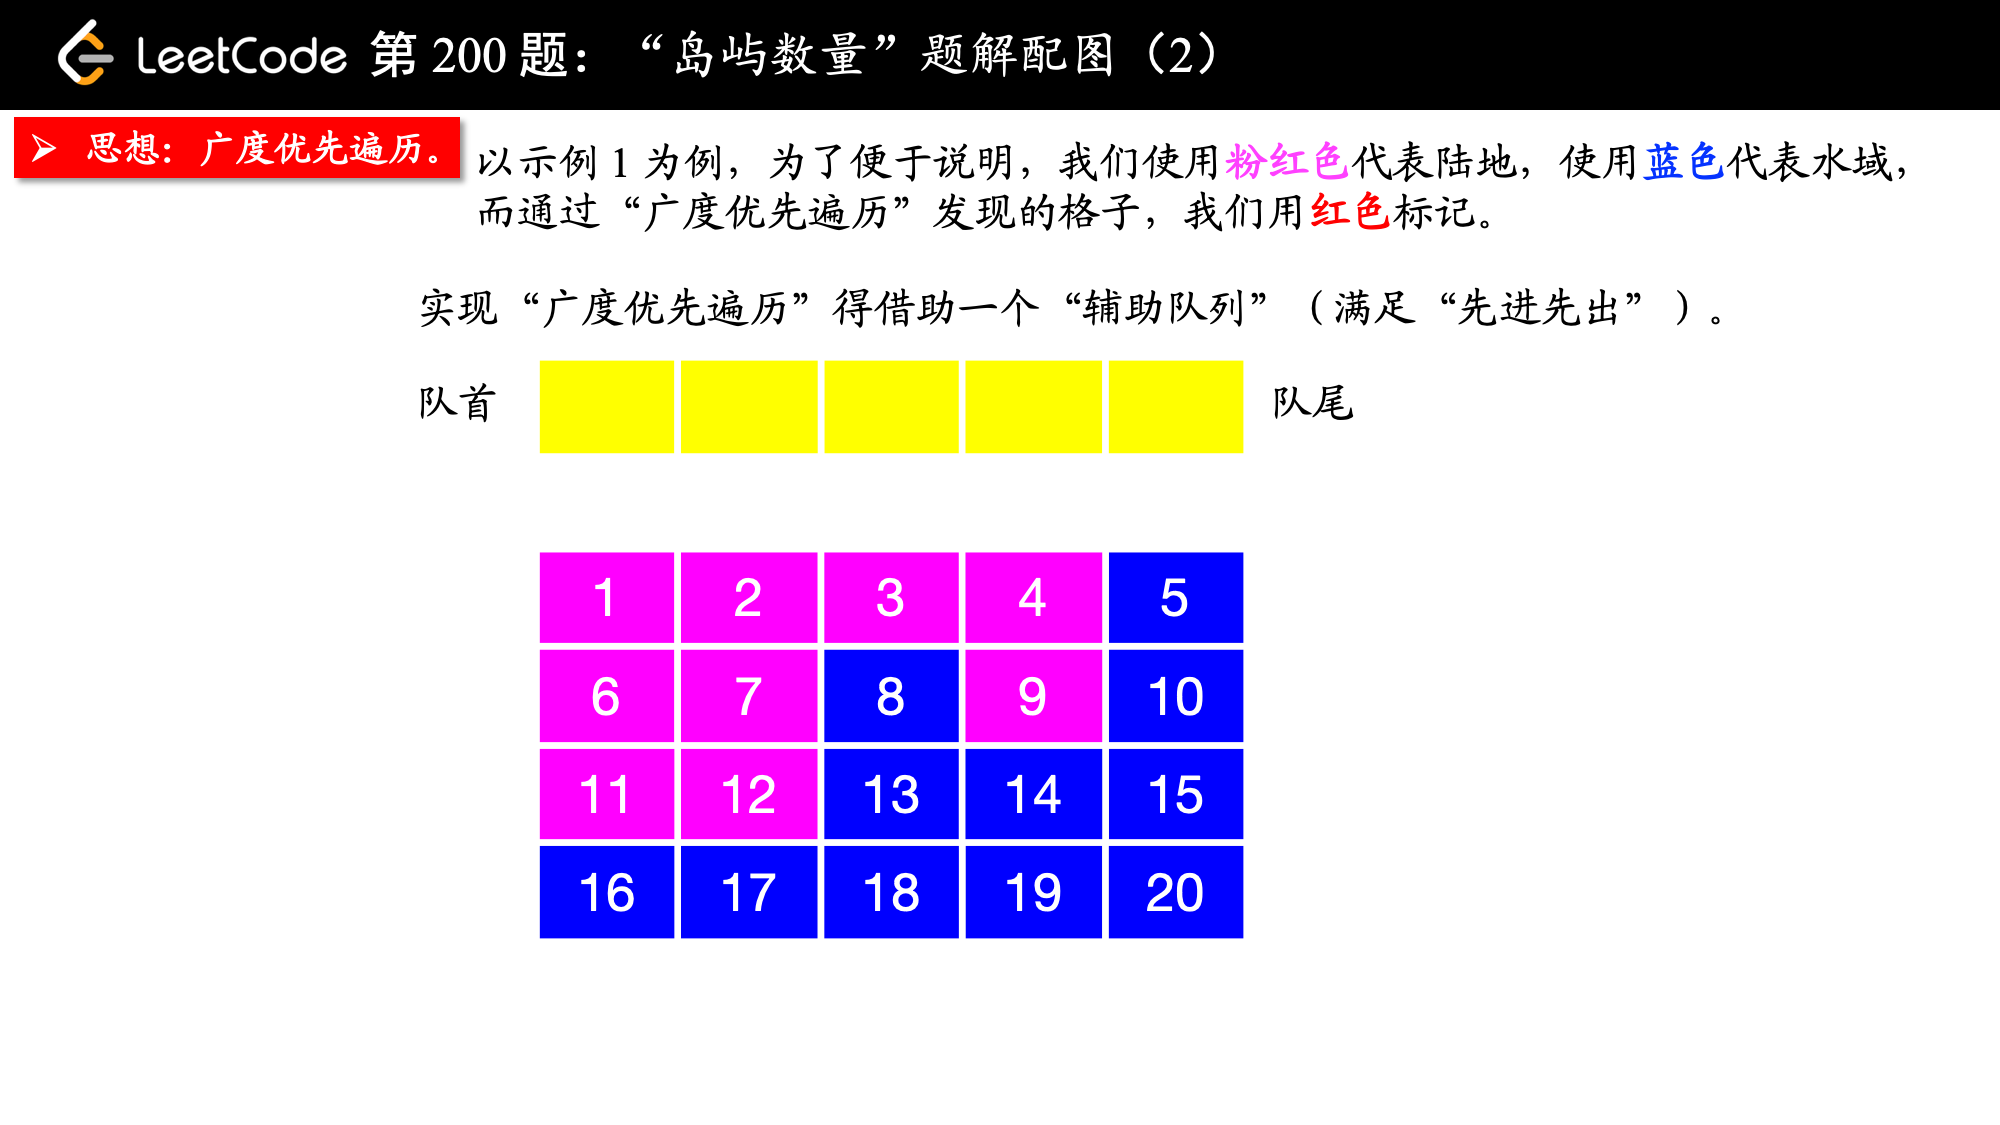 LeetCode 第 200 题：“岛屿数量”题解配图（2）
➢ 思想：广度优先遍历。
以示例 1 为例，为了便于说明，我们使用粉红色代表陆地，使用蓝色代表水域，
而通过“广度优先遍历”发现的格子，我们用红色标记。
实现“广度优先遍历”得借助一个“辅助队列”（满足“先进先出”）。
队首 队尾
1 2 3 4 5
6 7 8 9 10
11 12 13 14 15
16 17 18 19 20